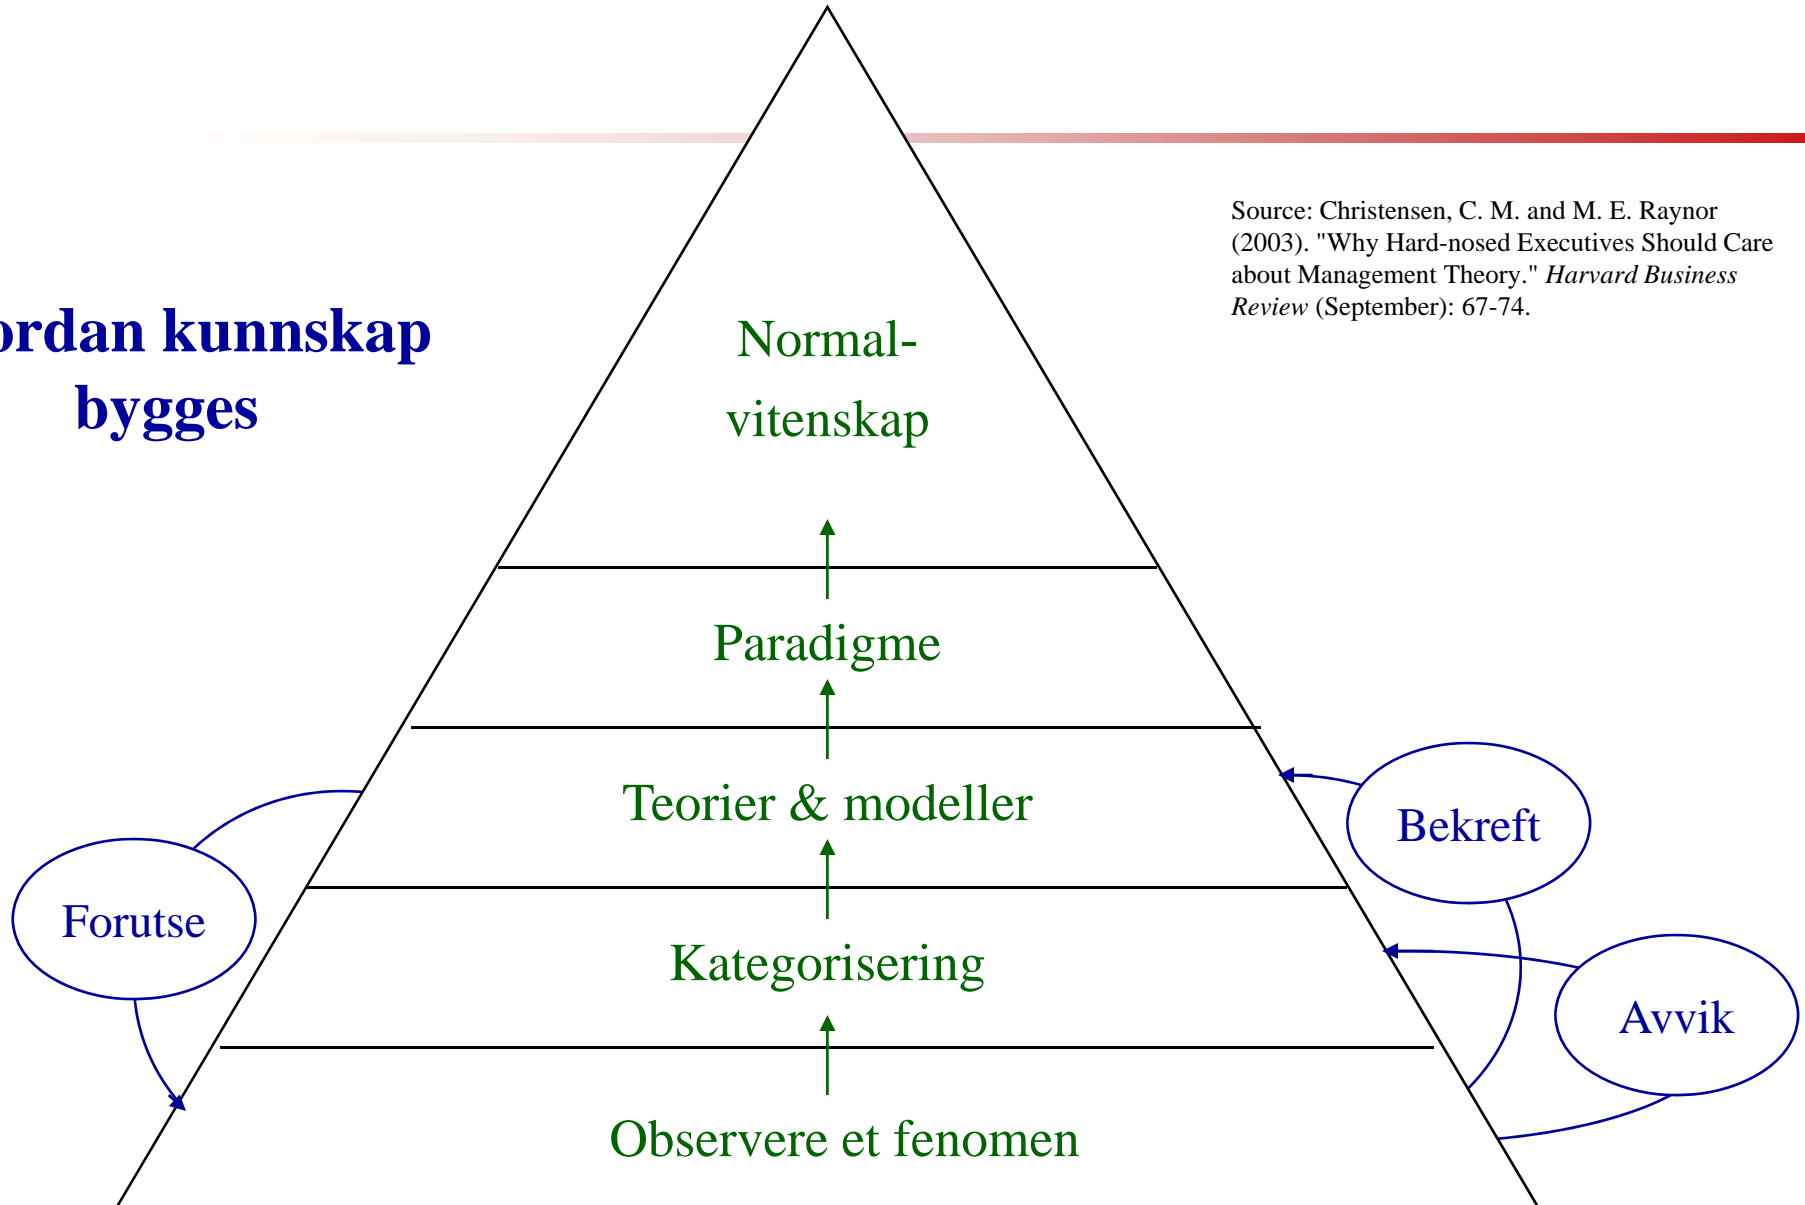 ordan kunnskap
bygges
Source: Christensen, C. M. and M. E. Raynor
(2003). "Why Hard-nosed Executives Should Care
about Management Theory." Harvard Business
Review (September): 67-74.
Normal-
vitenskap
Paradigme
Teorier & modeller
Bekreft
Forutse
Kategorisering
Avvik
Observere et fenomen